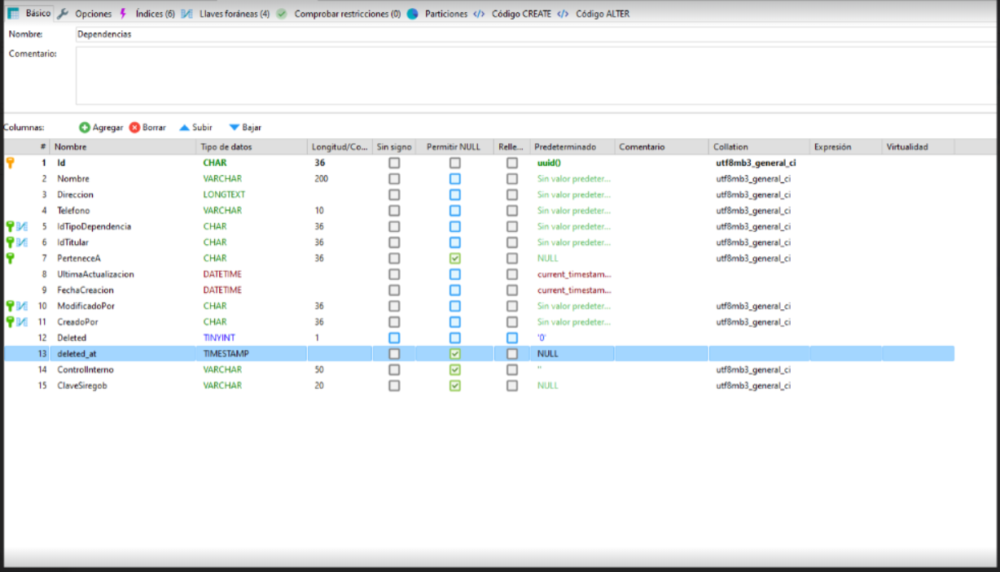 Básico Opciones Índices (6) Llaves foráneas (4) Comprobar restricciones (0) Particiones Código CREATE Código ALTER
Nombre: Dependencias
Comentario:
Columnas: Agregar Borrar Subir Bajar
# Nombre Tipo de datos Longitud/Co... Sin signo Permitir NULL Relle... Predeterminado Comentario Collation Expresión Virtualidad
1 Id CHAR 36 uuid() utf8mb3_general_ci
2 Nombre VARCHAR 200 Sin valor predeter... utf8mb3_general_ci
3 Direccion LONGTEXT Sin valor predeter... utf8mb3_general_ci
4 Telefono VARCHAR 10 Sin valor predeter... utf8mb3_general_ci
5 IdTipoDependencia CHAR 36 Sin valor predeter... utf8mb3_general_ci
6 IdTitular CHAR 36 Sin valor predeter... utf8mb3_general_ci
7 PerteneceA CHAR 36 NULL utf8mb3_general_ci
8 UltimaActualizacion DATETIME current_timestam...
9 FechaCreacion DATETIME current_timestam...
10 ModificadoPor CHAR 36 Sin valor predeter... utf8mb3_general_ci
11 CreadoPor CHAR 36 Sin valor predeter... utf8mb3_general_ci
12 Deleted TINYINT 1 '0'
13 deleted_at TIMESTAMP NULL
14 ControlInterno VARCHAR 50 '' utf8mb3_general_ci
15 ClaveSiregob VARCHAR 20 NULL utf8mb3_general_ci